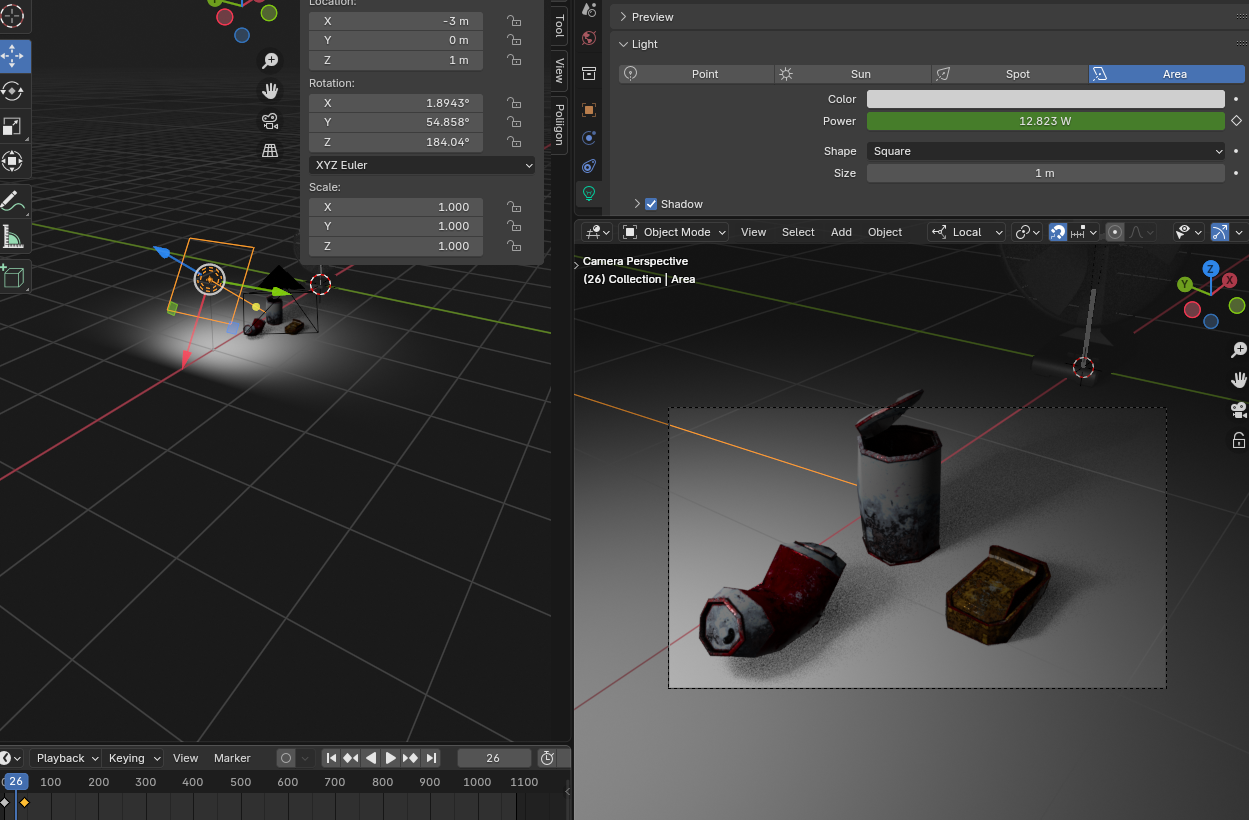 Location:
X -3 m
Y 0 m
Z 1 m
Rotation:
X 1.8943°
Y 54.858°
Z 184.04°
XYZ Euler
Scale:
X 1.000
Y 1.000
Z 1.000
Tool
View
Poliigon
Preview
Light
Point Sun Spot Area
Color
Power 12.823 W
Shape Square
Size 1 m
Shadow
Object Mode View Select Add Object Local
Camera Perspective
(26) Collection | Area
Z
Y
X
Playback Keying View Marker 26
26 100 200 300 400 500 600 700 800 900 1000 1100